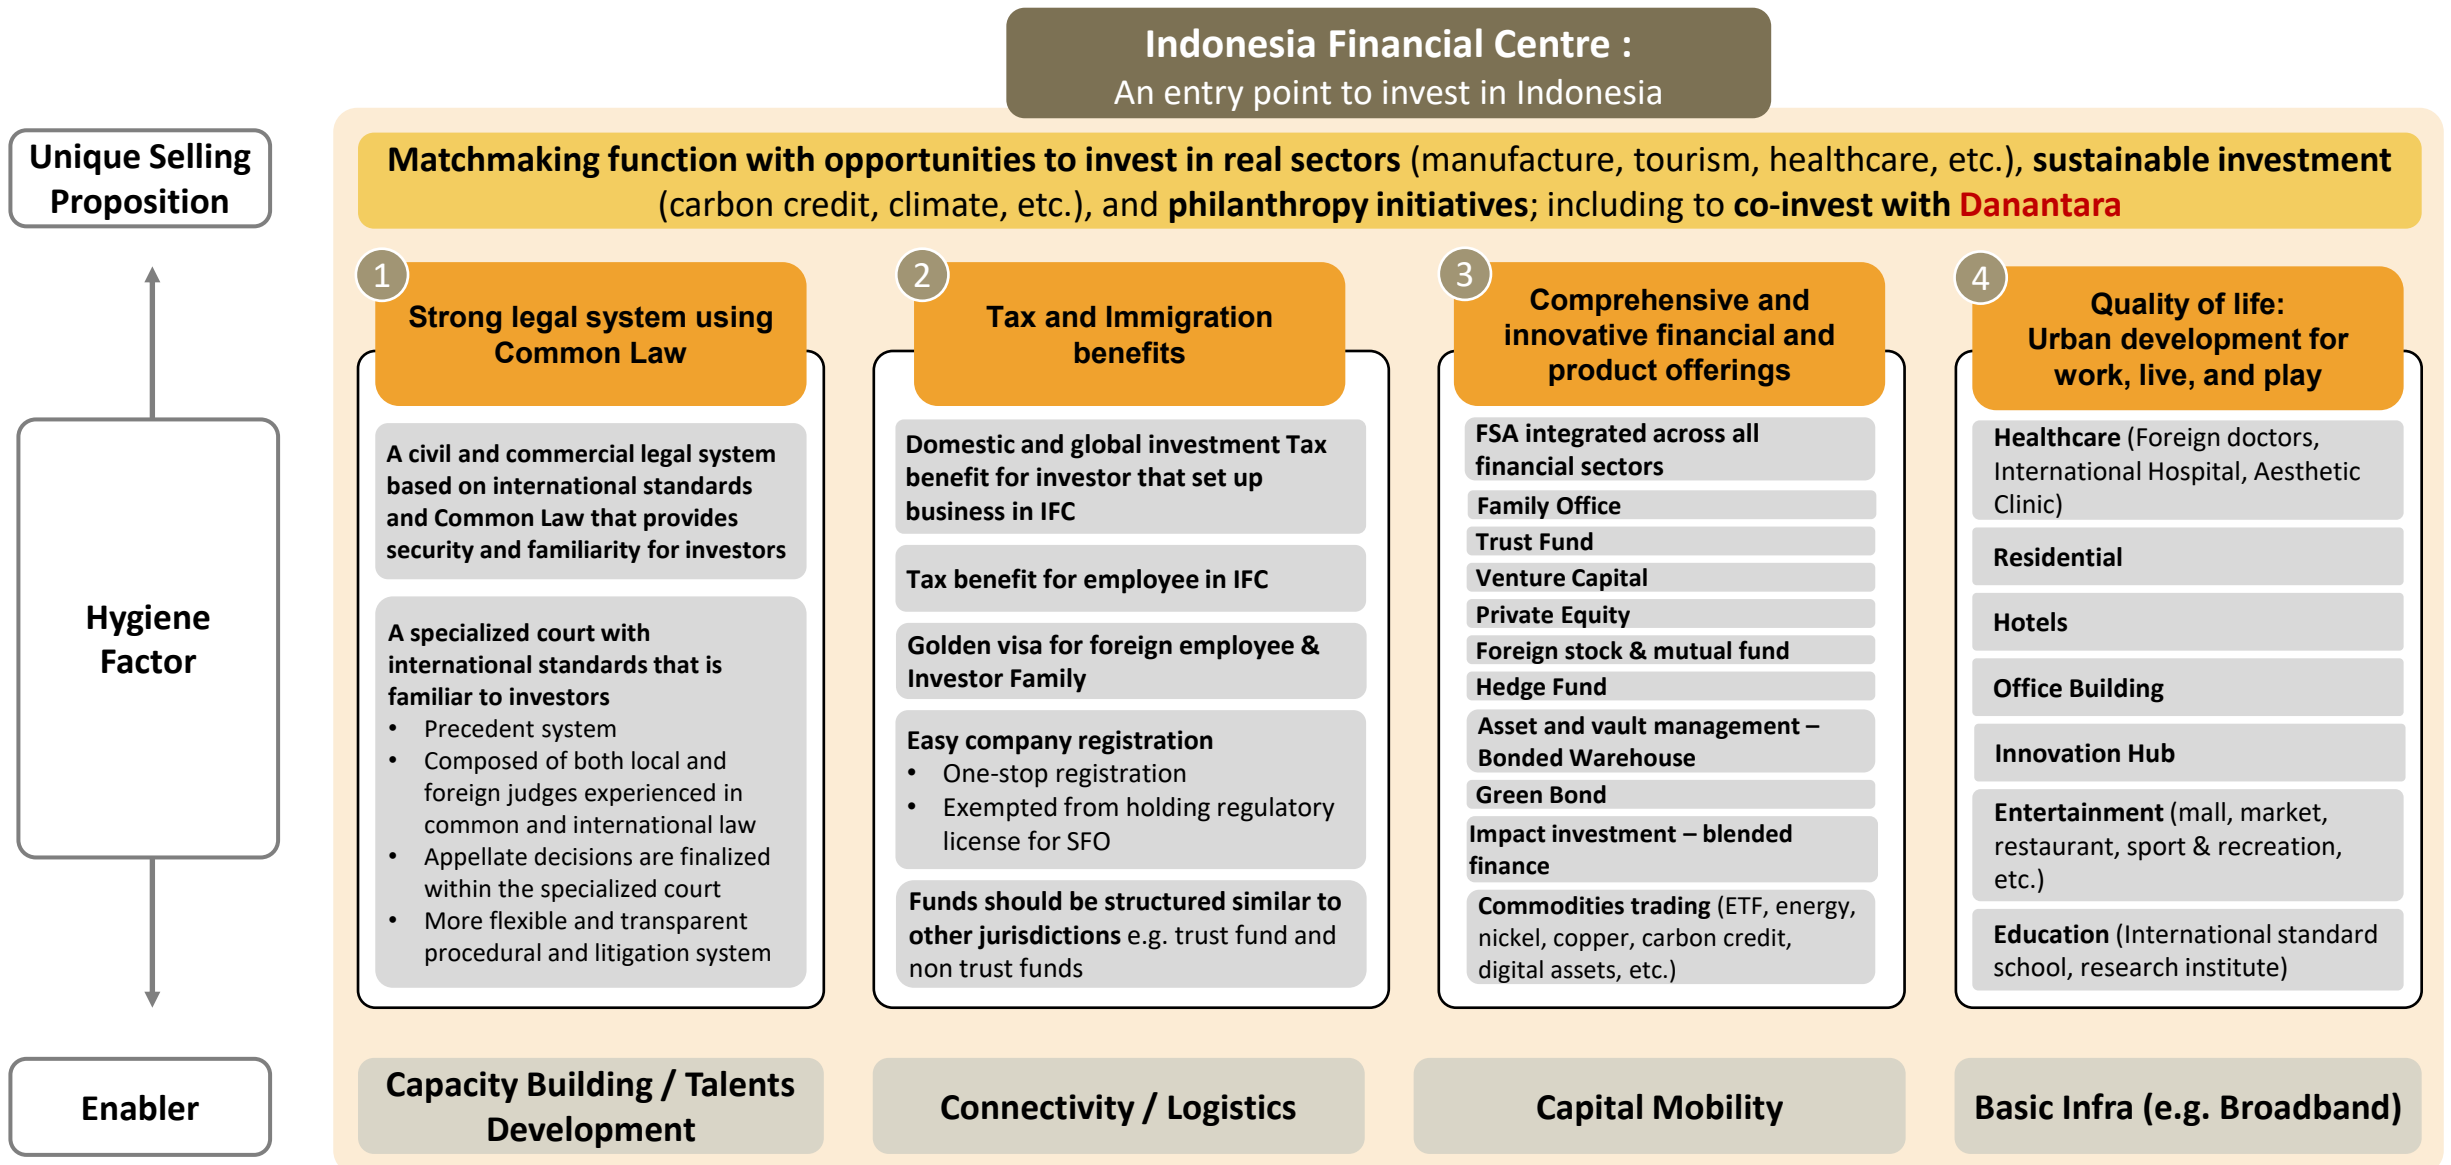 Indonesia Financial Centre :
An entry point to invest in Indonesia
Unique Selling
Proposition
Matchmaking function with opportunities to invest in real sectors (manufacture, tourism, healthcare, etc.), sustainable investment
(carbon credit, climate, etc.), and philanthropy initiatives; including to co-invest with Danantara
Hygiene
Factor
1
Strong legal system using
Common Law
A civil and commercial legal system
based on international standards
and Common Law that provides
security and familiarity for investors
A specialized court with
international standards that is
familiar to investors
• Precedent system
• Composed of both local and
foreign judges experienced in
common and international law
• Appellate decisions are finalized
within the specialized court
• More flexible and transparent
procedural and litigation system
2
Tax and Immigration
benefits
Domestic and global investment Tax
benefit for investor that set up
business in IFC
Tax benefit for employee in IFC
Golden visa for foreign employee &
Investor Family
Easy company registration
• One-stop registration
• Exempted from holding regulatory
license for SFO
Funds should be structured similar to
other jurisdictions e.g. trust fund and
non trust funds
3
Comprehensive and
innovative financial and
product offerings
FSA integrated across all
financial sectors
Family Office
Trust Fund
Venture Capital
Private Equity
Foreign stock & mutual fund
Hedge Fund
Asset and vault management –
Bonded Warehouse
Green Bond
Impact investment – blended
finance
Commodities trading (ETF, energy,
nickel, copper, carbon credit,
digital assets, etc.)
4
Quality of life:
Urban development for
work, live, and play
Healthcare (Foreign doctors,
International Hospital, Aesthetic
Clinic)
Residential
Hotels
Office Building
Innovation Hub
Entertainment (mall, market,
restaurant, sport & recreation,
etc.)
Education (International standard
school, research institute)
Enabler
Capacity Building / Talents
Development
Connectivity / Logistics
Capital Mobility
Basic Infra (e.g. Broadband)